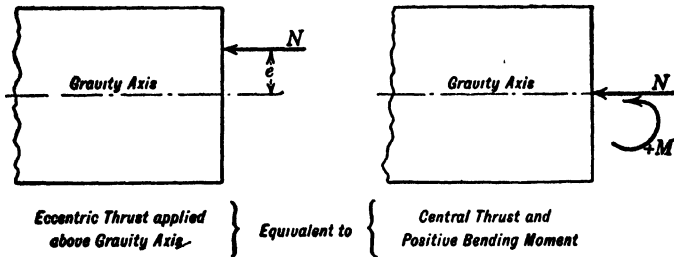 N
e
Gravity Axis
Gravity Axis
N
+M
Eccentric Thrust applied
above Gravity Axis
Equivalent to
Central Thrust and
Positive Bending Moment